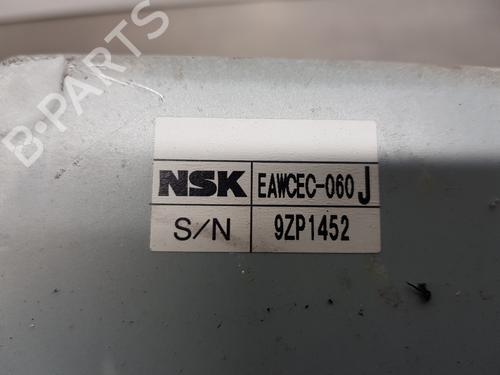 B-PARTS
NSK EAWCEC-060 J
S/N 9ZP1452